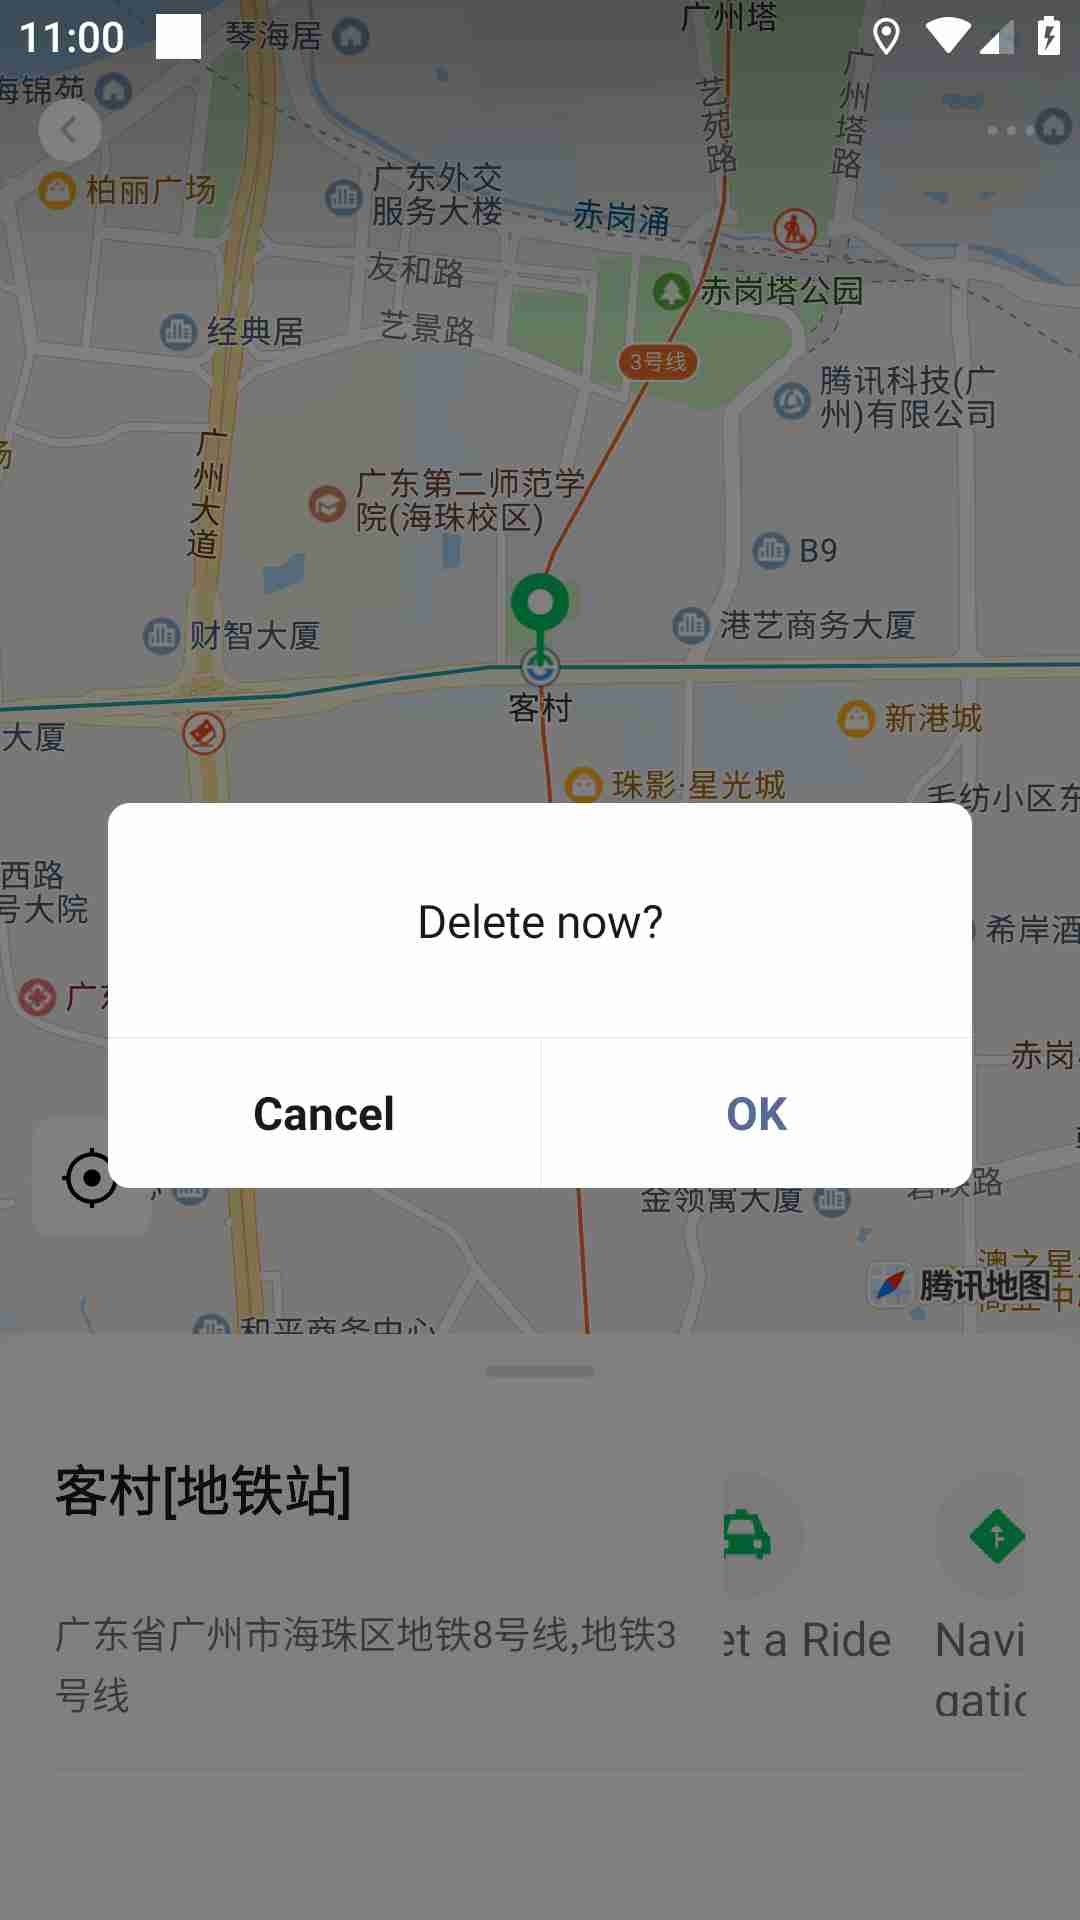 11:00
琴海居
广州塔
海锦苑
艺苑路
广州塔路
柏丽广场
广东外交
服务大楼
赤岗涌
友和路
赤岗塔公园
经典居
艺景路
3号线
腾讯科技(广
州)有限公司
广州大道
广东第二师范学
院(海珠校区)
B9
财智大厦
港艺商务大厦
客村
新港城
大厦
珠影·星光城
毛纺小区东
西路
号大院
希岸酒
Delete now?
赤岗
Cancel
OK
金领寓大厦
腾讯地图
和平商务中心
客村[地铁站]
广东省广州市海珠区地铁8号线,地铁3
号线
et a Ride
Navi
gatic